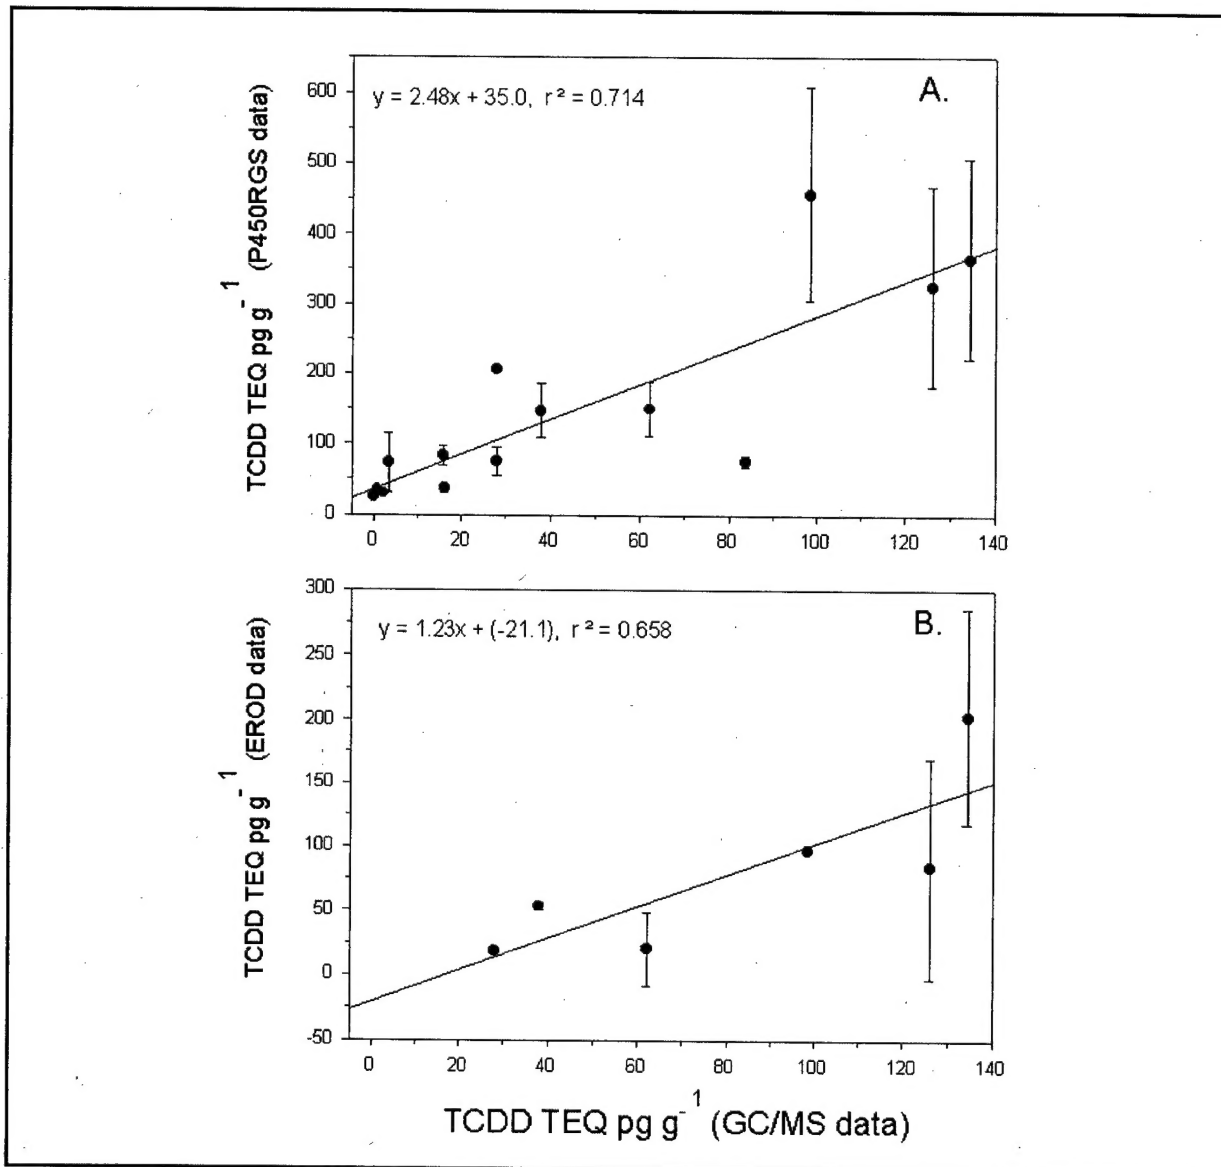 y = 2.48x + 35.0, r² = 0.714
A.
TCDD TEQ pg g⁻¹ (P450RGS data)
600
500
400
300
200
100
0
0 20 40 60 80 100 120 140
y = 1.23x + (-21.1), r² = 0.658
B.
TCDD TEQ pg g⁻¹ (EROD data)
300
250
200
150
100
50
0
-50
0 20 40 60 80 100 120 140
TCDD TEQ pg g⁻¹ (GC/MS data)